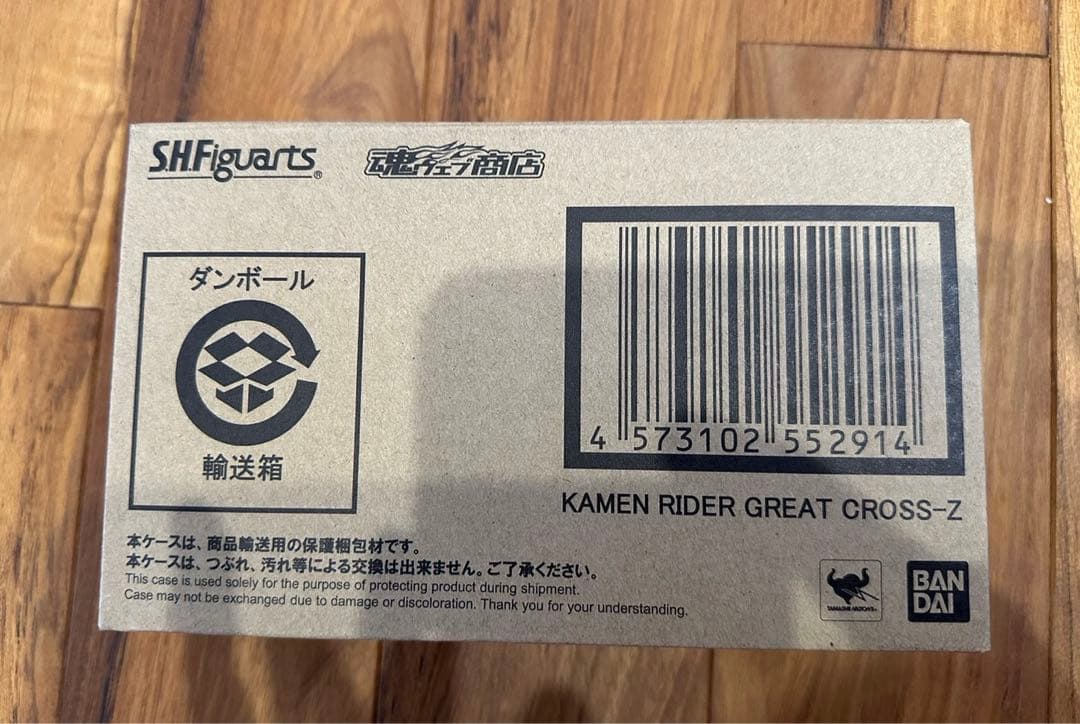 S.H.Figuarts®
魂ウェブ商店
ダンボール
輸送箱
4 573102 552914
KAMEN RIDER GREAT CROSS-Z
本ケースは、商品輸送用の保護梱包材です。
本ケースは、つぶれ、汚れ等による交換は出来ません。ご了承ください。
This case is used solely for the purpose of protecting product during shipment.
Case may not be exchanged due to damage or discoloration. Thank you for your understanding.
TAMASHII NATIONS
BAN
DAI